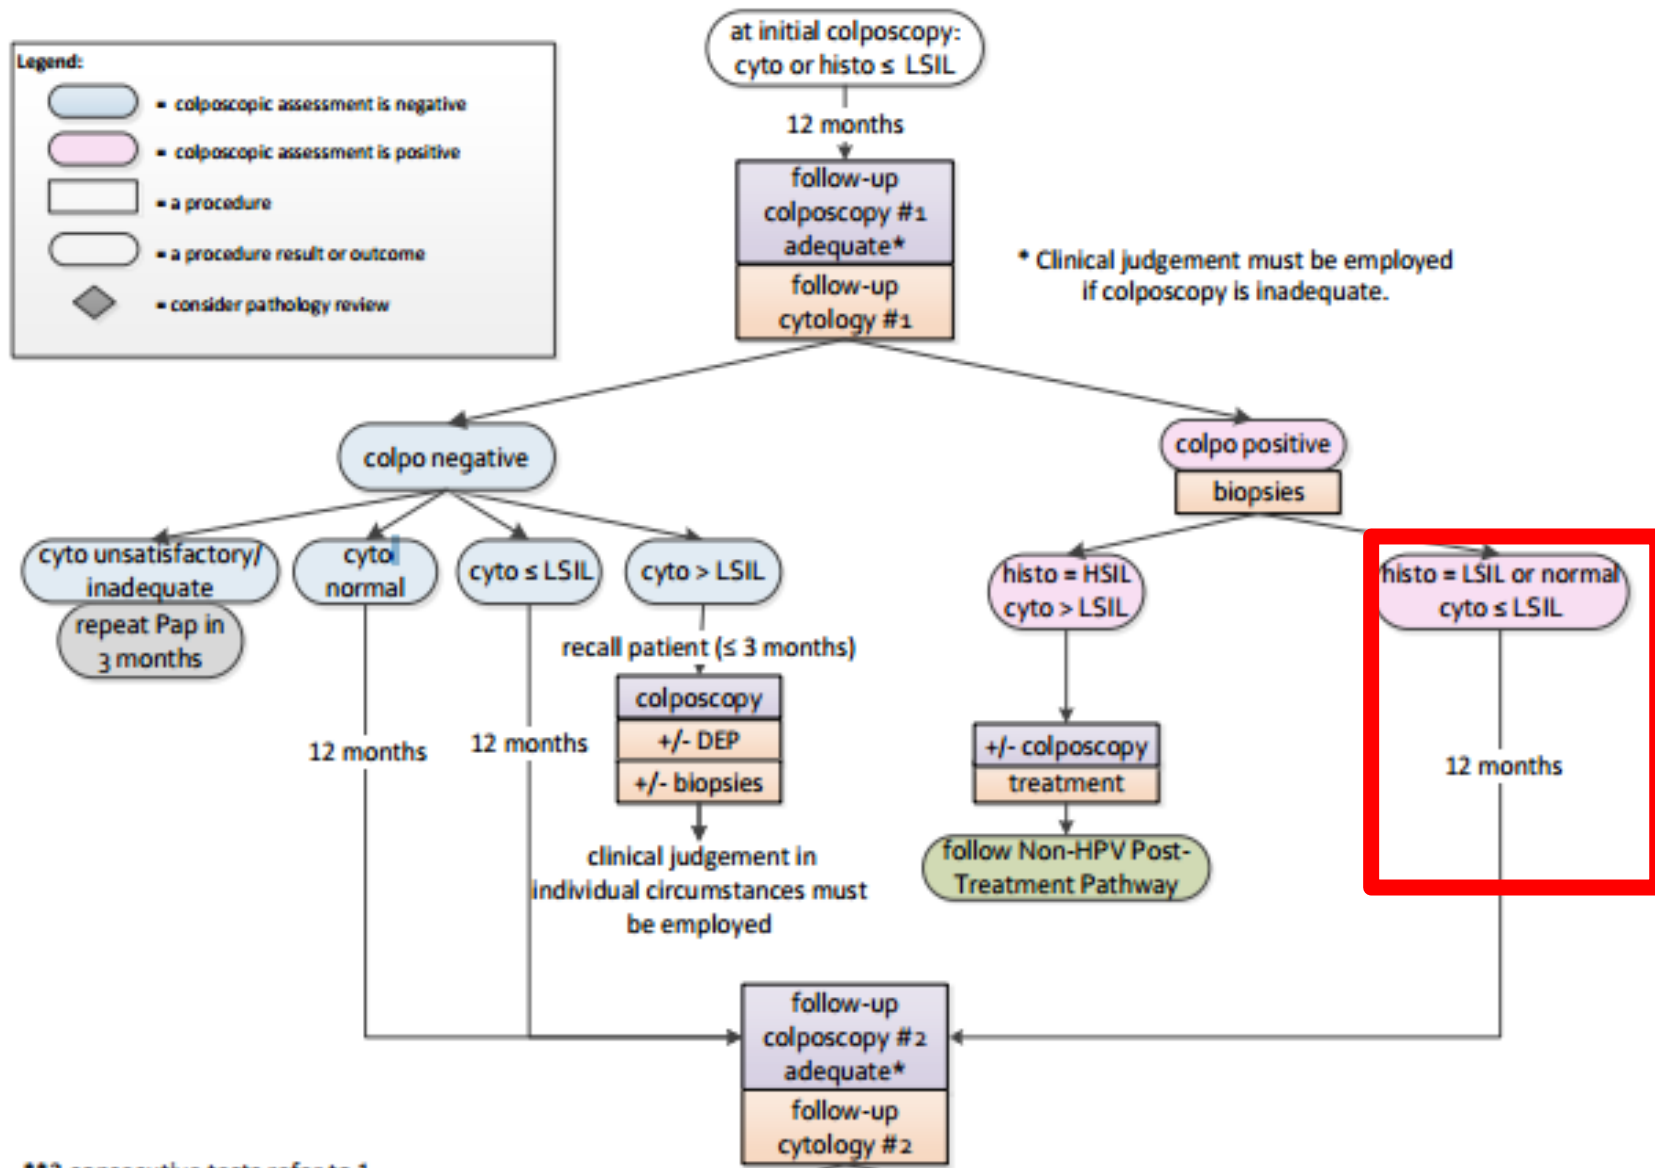 at initial colposcopy:
cyto or histo ≤ LSIL
Legend:
= colposcopic assessment is negative
= colposcopic assessment is positive
= a procedure
= a procedure result or outcome
= consider pathology review
12 months
follow-up
colposcopy #1
adequate*
follow-up
cytology #1
* Clinical judgement must be employed
if colposcopy is inadequate.
colpo negative
colpo positive
biopsies
cyto unsatisfactory/
inadequate
repeat Pap in
3 months
cyto
normal
cyto ≤ LSIL
cyto > LSIL
histo = HSIL
cyto > LSIL
histo = LSIL or normal
cyto ≤ LSIL
recall patient (≤ 3 months)
colposcopy
+/- DEP
+/- biopsies
12 months
12 months
+/- colposcopy
treatment
12 months
clinical judgement in
individual circumstances must
be employed
follow Non-HPV Post-
Treatment Pathway
follow-up
colposcopy #2
adequate*
follow-up
cytology #2